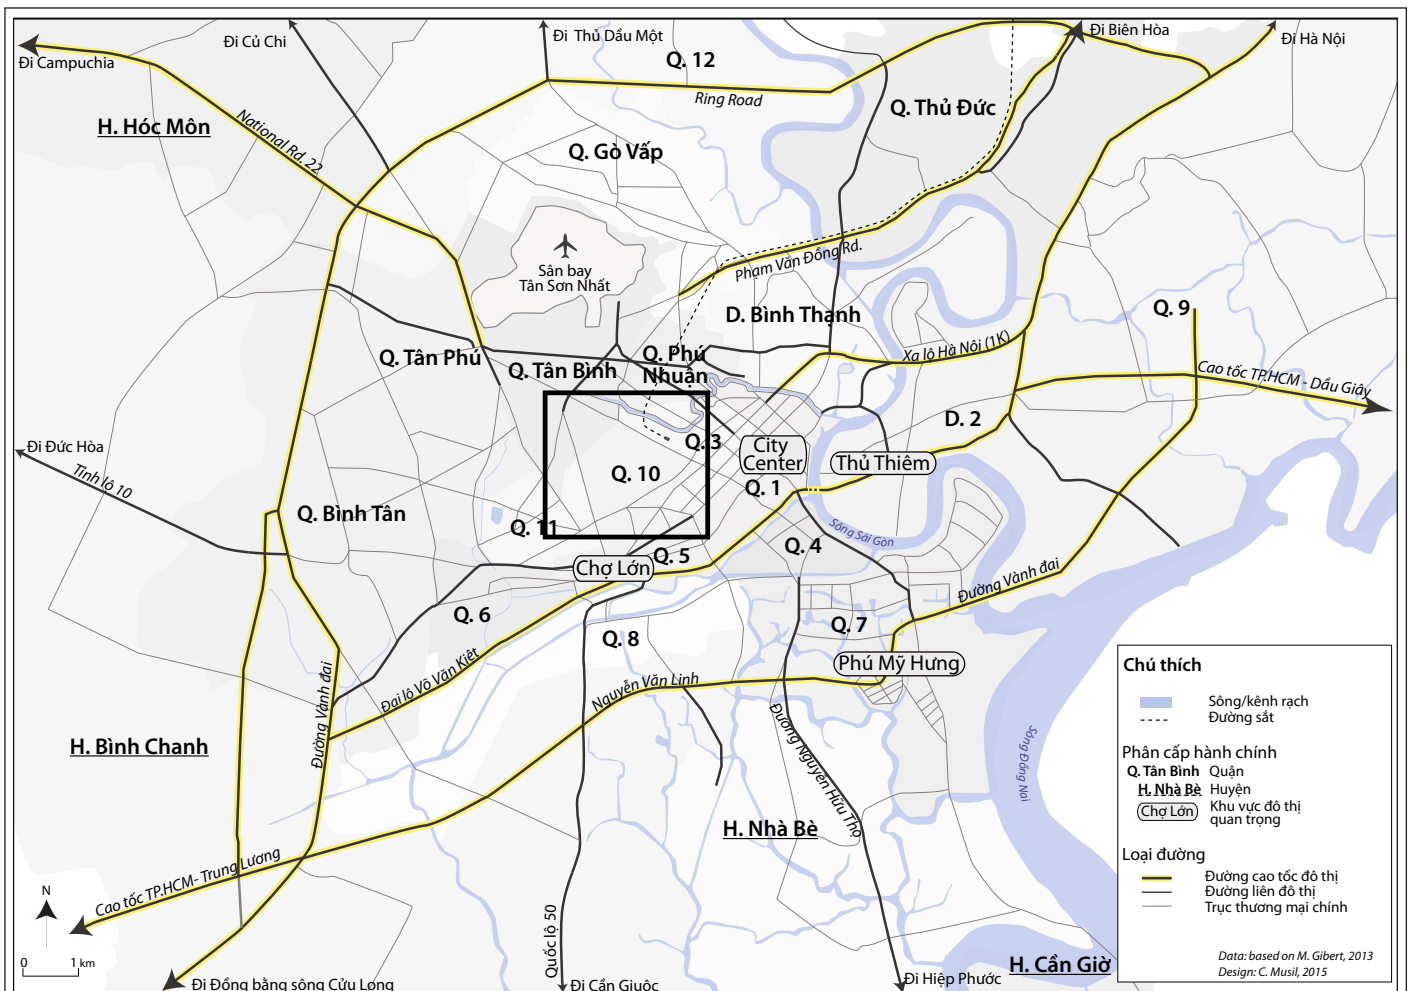 Đi Củ Chi
Đi Thủ Dầu Một
Đi Biên Hòa
Đi Hà Nội
Đi Campuchia
Q. 12
Ring Road
Q. Thủ Đức
H. Hóc Môn
National Rd. 22
Q. Gò Vấp
Sân bay
Tân Sơn Nhất
Phạm Văn Đồng Rd.
D. Bình Thạnh
Q. 9
Xa lộ Hà Nội (1K)
Cao tốc TP.HCM - Dầu Giây
Q. Tân Phú
Q. Tân Bình
Q. Phú
Nhuận
D. 2
Đi Đức Hòa
Tỉnh lộ 10
Q. 3
City
Center
Thủ Thiêm
Q. 10
Q. 1
Q. Bình Tân
Q. 11
Sông Sài Gòn
Q. 4
Q. 5
Chợ Lớn
Đường Vành đai
Q. 6
Q. 8
Q. 7
Phú Mỹ Hưng
Đại lộ Võ Văn Kiệt
Nguyễn Văn Linh
Đường Vành đai
H. Bình Chanh
Đường Nguyễn Hữu Thọ
Sông Đồng Nai
H. Nhà Bè
Cao tốc TP.HCM- Trung Lương
Quốc lộ 50
H. Cần Giờ
Đi Đồng bằng sông Cửu Long
Đi Cần Giuộc
Đi Hiệp Phước
N
0 1 km
Chú thích
Sông/kênh rạch
Đường sắt
Phân cấp hành chính
Q. Tân Bình Quận
H. Nhà Bè Huyện
Chợ Lớn Khu vực đô thị
quan trọng
Loại đường
Đường cao tốc đô thị
Đường liên đô thị
Trục thương mại chính
Data: based on M. Gibert, 2013
Design: C. Musil, 2015